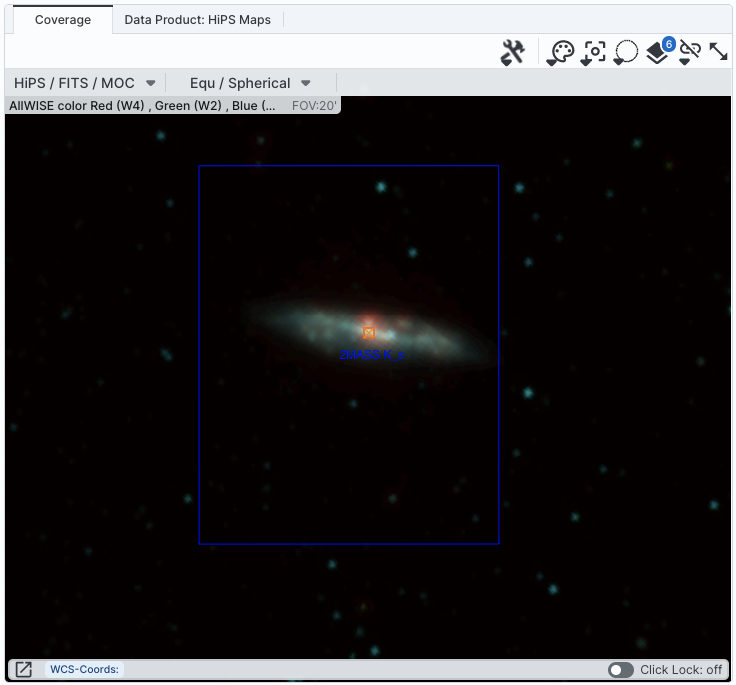 Coverage
Data Product: HiPS Maps
6
HiPS / FITS / MOC
Equ / Spherical
AllWISE color Red (W4) , Green (W2) , Blue (...
FOV:20'
2MASS K_s
WCS-Coords:
Click Lock: off